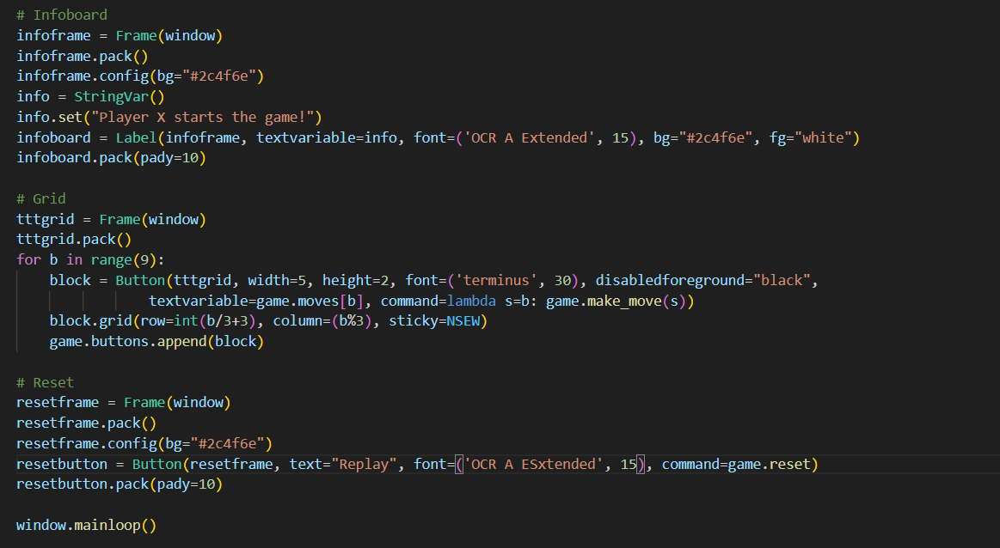 # Infoboard
infoframe = Frame(window)
infoframe.pack()
infoframe.config(bg="#2c4f6e")
info = StringVar()
info.set("Player X starts the game!")
infoboard = Label(infoframe, textvariable=info, font=('OCR A Extended', 15), bg="#2c4f6e", fg="white")
infoboard.pack(pady=10)

# Grid
tttgrid = Frame(window)
tttgrid.pack()
for b in range(9):
    block = Button(tttgrid, width=5, height=2, font=('terminus', 30), disabledforeground="black",
                textvariable=game.moves[b], command=lambda s=b: game.make_move(s))
    block.grid(row=int(b/3+3), column=(b%3), sticky=NSEW)
    game.buttons.append(block)

# Reset
resetframe = Frame(window)
resetframe.pack()
resetframe.config(bg="#2c4f6e")
resetbutton = Button(resetframe, text="Replay", font=('OCR A ESxtended', 15), command=game.reset)
resetbutton.pack(pady=10)

window.mainloop()